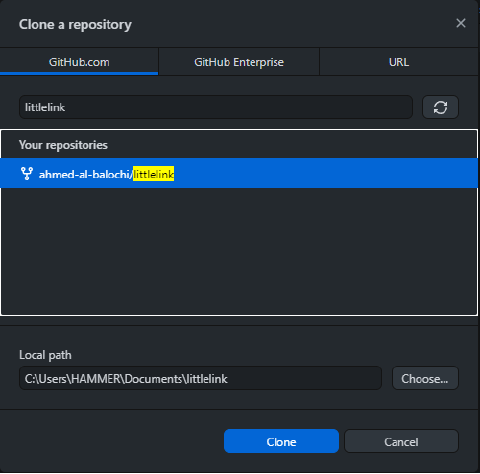 Clone a repository
GitHub.com
GitHub Enterprise
URL
littlelink
Your repositories
ahmed-al-balochi/littlelink
Local path
C:\Users\HAMMER\Documents\littlelink
Choose...
Clone
Cancel